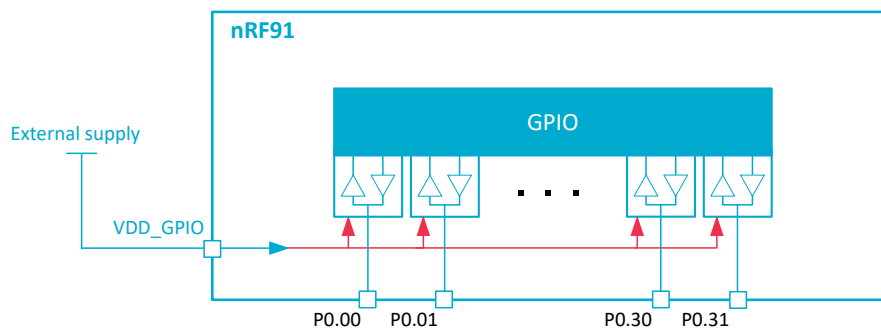 nRF91
GPIO
External supply
VDD_GPIO
P0.00
P0.01
P0.30
P0.31